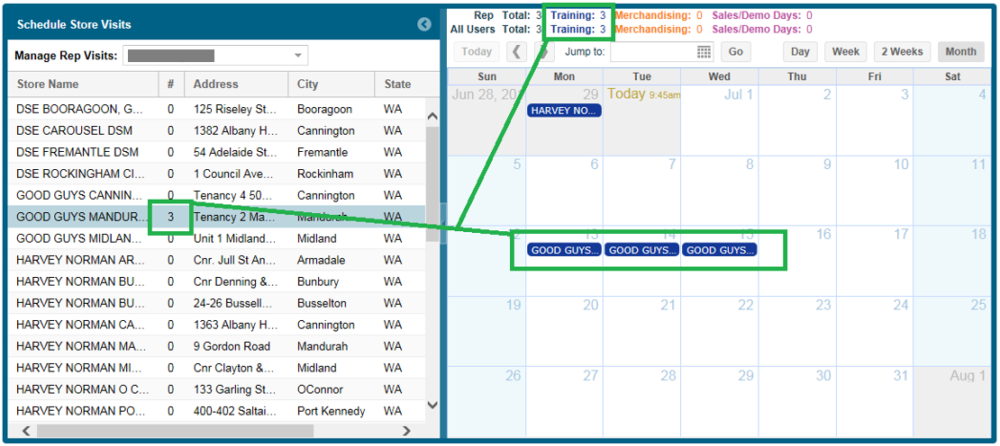 Schedule Store Visits
Manage Rep Visits:
Store Name # Address City State
DSE BOORAGOON, G... 0 125 Riseley St... Booragoon WA
DSE CAROUSEL DSM 0 1382 Albany H... Cannington WA
DSE FREMANTLE DSM 0 54 Adelaide St... Fremantle WA
DSE ROCKINGHAM CI... 0 1 Council Ave... Rockinham WA
GOOD GUYS CANNIN... 0 Tenancy 4 50... Cannington WA
GOOD GUYS MANDUR... 3 Tenancy 2 Ma... Mandurah WA
GOOD GUYS MIDLAN... 0 Unit 1 Midland... Midland WA
HARVEY NORMAN AR... 0 Cnr. Jull St An... Armadale WA
HARVEY NORMAN BU... 0 Cnr Denning &... Bunbury WA
HARVEY NORMAN BU... 0 24-26 Bussell... Busselton WA
HARVEY NORMAN CA... 0 1363 Albany H... Cannington WA
HARVEY NORMAN MA... 0 9 Gordon Road Mandurah WA
HARVEY NORMAN MI... 0 Cnr Clayton &... Midland WA
HARVEY NORMAN O C... 0 133 Garling St... OConnor WA
HARVEY NORMAN PO... 0 400-402 Saltai... Port Kennedy WA
Rep Total: 3 Training: 3 Merchandising: 0 Sales/Demo Days: 0
All Users Total: 3 Training: 3 Merchandising: 0 Sales/Demo Days: 0
Today Jump to: Go Day Week 2 Weeks Month
Sun Mon Tue Wed Thu Fri Sat
Jun 28, 20 29 Today 9:45am Jul 1 2 3 4
HARVEY NO...
5 6 7 8 9 10 11
2 13 14 15 16 17 18
GOOD GUYS... GOOD GUYS... GOOD GUYS...
19 20 21 22 23 24 25
26 27 28 29 30 31 Aug 1